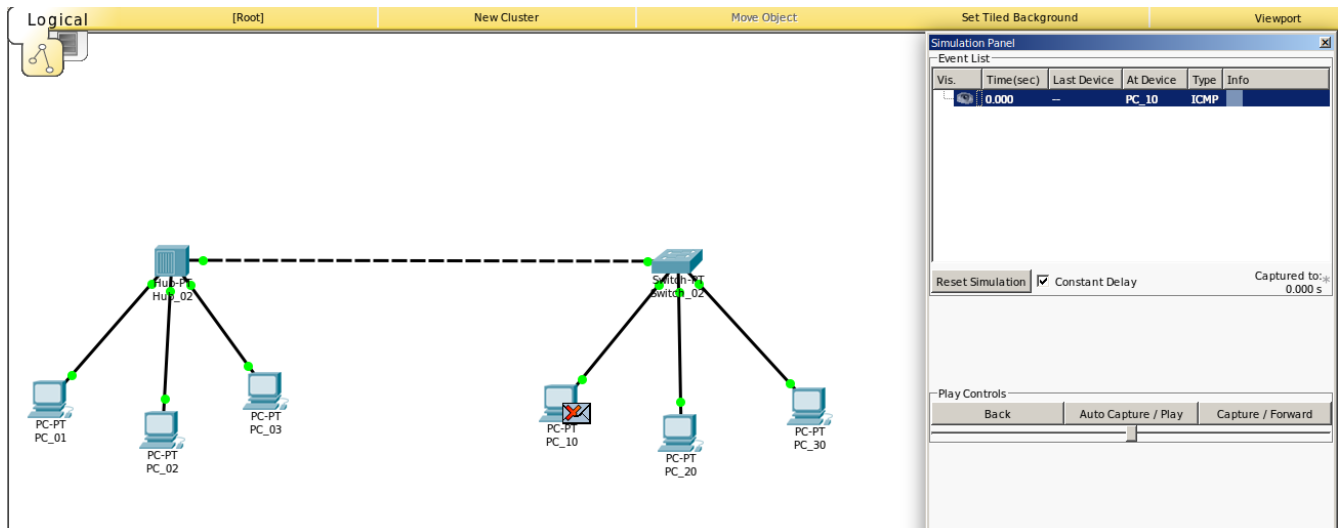 Logical [Root] New Cluster Move Object Set Tiled Background Viewport
Simulation Panel
Event List
Vis. Time(sec) Last Device At Device Type Info
0.000 -- PC_10 ICMP
Reset Simulation Constant Delay Captured to:*
0.000 s
Play Controls
Back Auto Capture / Play Capture / Forward
Hub-PT
Hub_02
Switch-PT
Switch_02
PC-PT
PC_01
PC-PT
PC_02
PC-PT
PC_03
PC-PT
PC_10
PC-PT
PC_20
PC-PT
PC_30